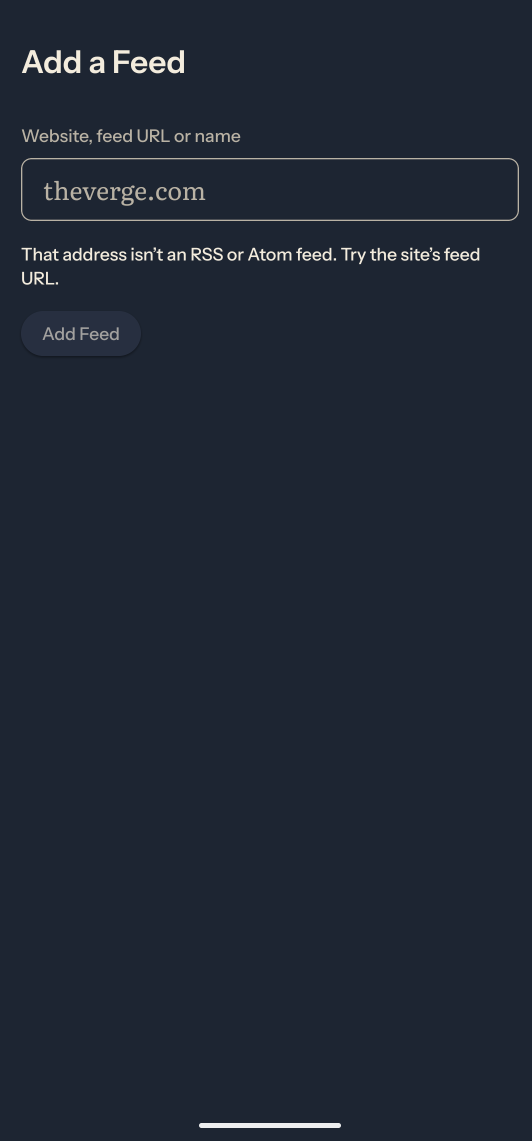 Add a Feed
Website, feed URL or name
theverge.com
That address isn’t an RSS or Atom feed. Try the site’s feed
URL.
Add Feed